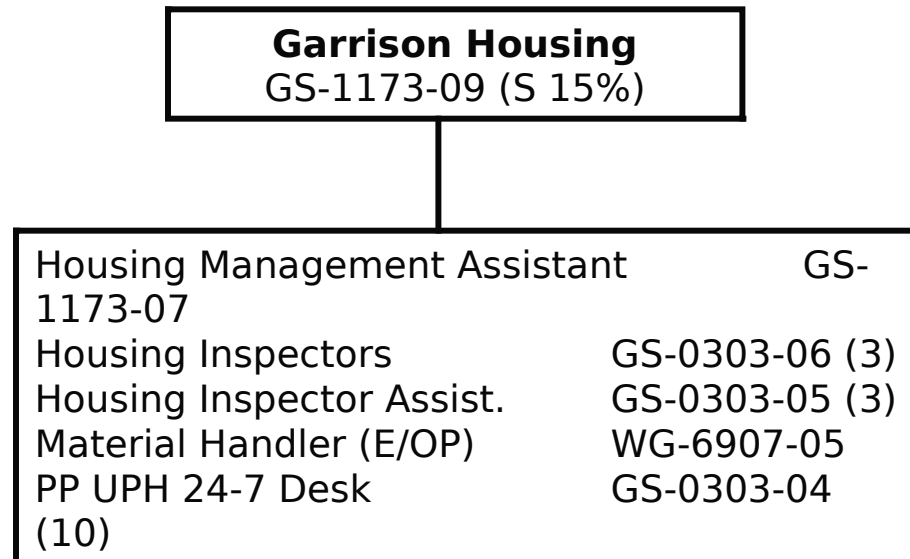 Garrison Housing
GS-1173-09 (S 15%)
Housing Management Assistant GS-
1173-07
Housing Inspectors GS-0303-06 (3)
Housing Inspector Assist. GS-0303-05 (3)
Material Handler (E/OP) WG-6907-05
PP UPH 24-7 Desk GS-0303-04
(10)